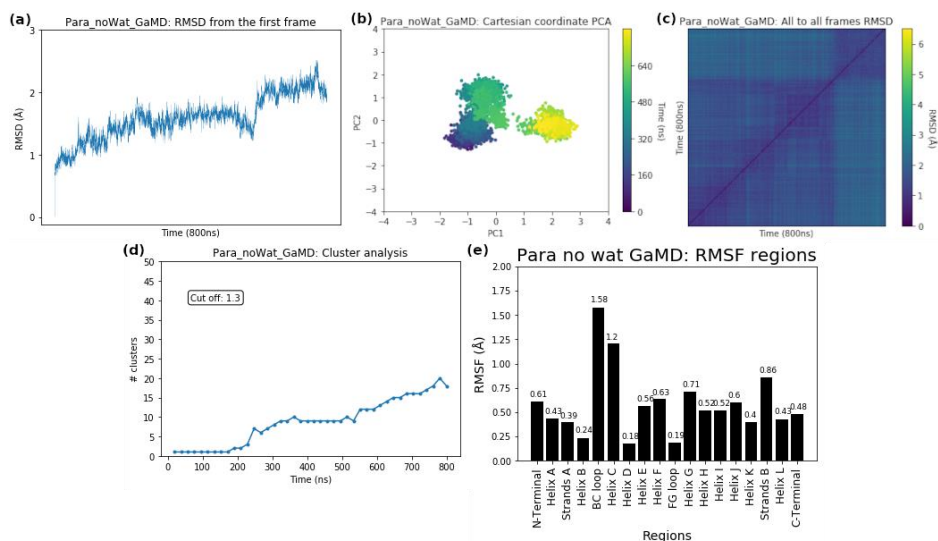 (a)
Para_noWat_GaMD: RMSD from the first frame
3
2
1
0
RMSD (Å)
Time (800ns)
(b)
Para_noWat_GaMD: Cartesian coordinate PCA
4
3
2
1
0
−1
−2
−3
−4
PC2
−4 −3 −2 −1 0 1 2 3 4
PC1
640
480
320
160
0
Time (ns)
(c)
Para_noWat_GaMD: All to all frames RMSD
Time (800ns)
Time (800ns)
6
5
4
3
2
1
0
RMSD (Å)
(d)
Para_noWat_GaMD: Cluster analysis
Cut off: 1.3
50
45
40
35
30
25
20
15
10
5
0
# clusters
0 100 200 300 400 500 600 700 800
Time (ns)
(e)
Para no wat GaMD: RMSF regions
2.00
1.75
1.50
1.25
1.00
0.75
0.50
0.25
0.00
RMSF (Å)
0.61 0.43 0.39 0.24 1.58 1.2 0.18 0.56 0.63 0.19 0.71 0.52 0.52 0.6 0.4 0.86 0.43 0.48
N-Terminal
Helix A
Strands A
Helix B
BC loop
Helix C
Helix D
Helix E
Helix F
FG loop
Helix G
Helix H
Helix I
Helix J
Helix K
Strands B
Helix L
C-Terminal
Regions